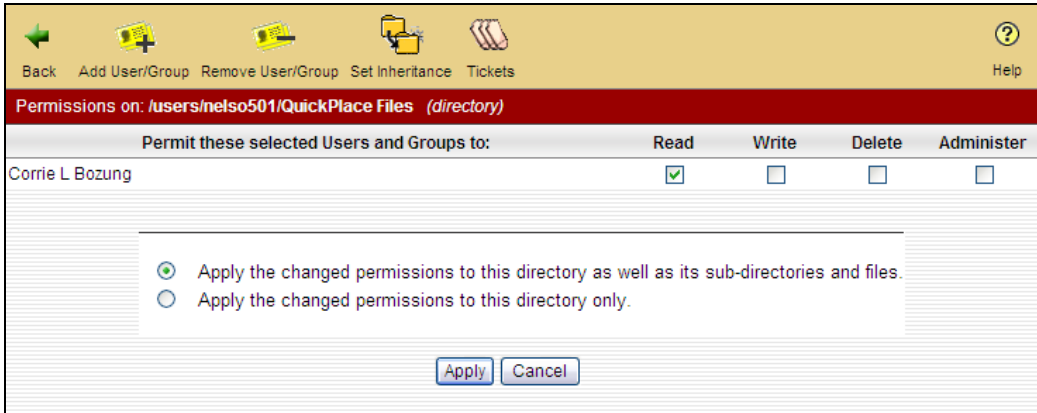 Back Add User/Group Remove User/Group Set Inheritance Tickets Help
Permissions on: /users/nelso501/QuickPlace Files (directory)
Permit these selected Users and Groups to: Read Write Delete Administer
Corrie L Bozung
Apply the changed permissions to this directory as well as its sub-directories and files.
Apply the changed permissions to this directory only.
Apply Cancel